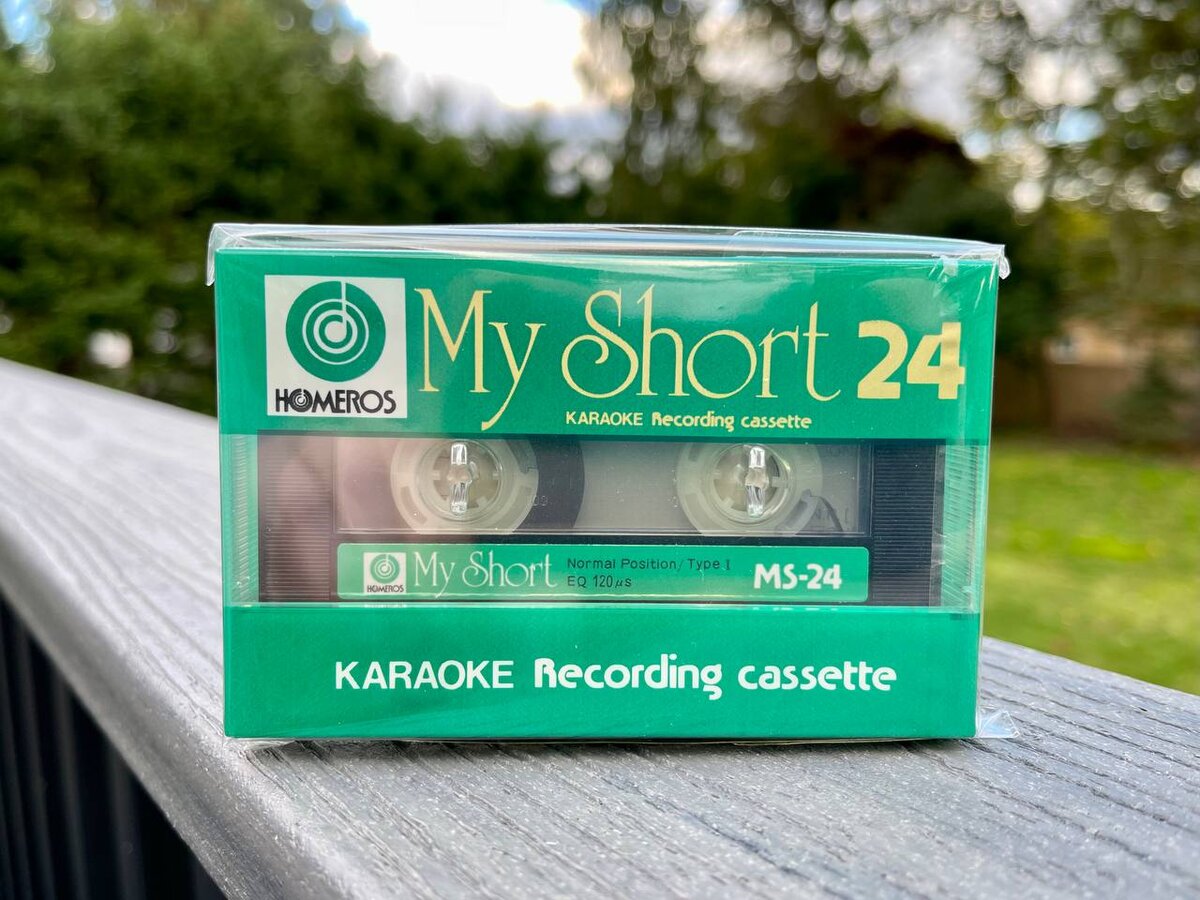 HOMEROS
My Short 24
KARAOKE Recording cassette
HOMEROS
My Short
Normal Position/Type I
EQ 120μs
MS-24
KARAOKE Recording cassette